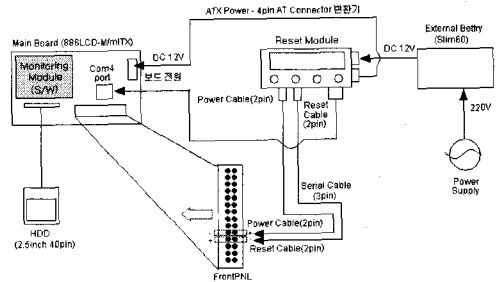 ATX Power - 4pin AT Connector 변환기
External Bettry
(Slim60)
Reset Module
Main Board (886LCD-M/mITX)
DC 12V
DC 12V
Monitoring
Module
(S/W)
Com4
port
보드 전원
Power Cable(2pin)
Reset
Cable
(2pin)
220V
Power
Supply
Serial Cable
(3pin)
HDD
(2.5inch 40pin)
Power Cable(2pin)
Reset Cable(2pin)
FrontPNL